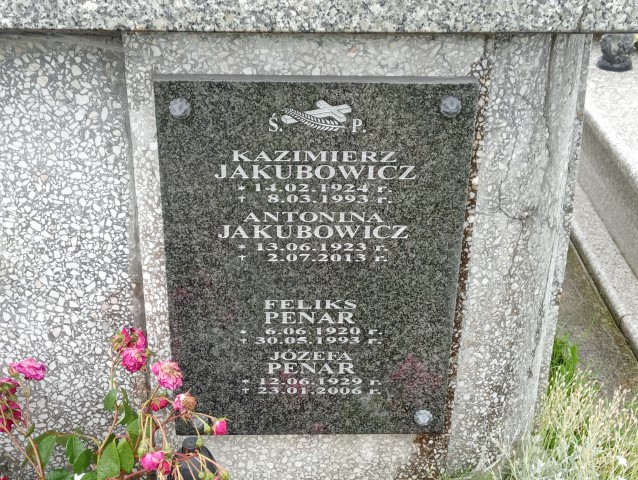 Ś. P.
KAZIMIERZ
JAKUBOWICZ
* 14.02.1924 r.
+ 8.03.1993 r.
ANTONINA
JAKUBOWICZ
* 13.06.1923 r.
+ 2.07.2013 r.
FELIKS
PENAR
* 6.06.1920 r.
+ 30.05.1993 r.
JÓZEFA
PENAR
* 12.06.1929 r.
+ 23.01.2006 r.